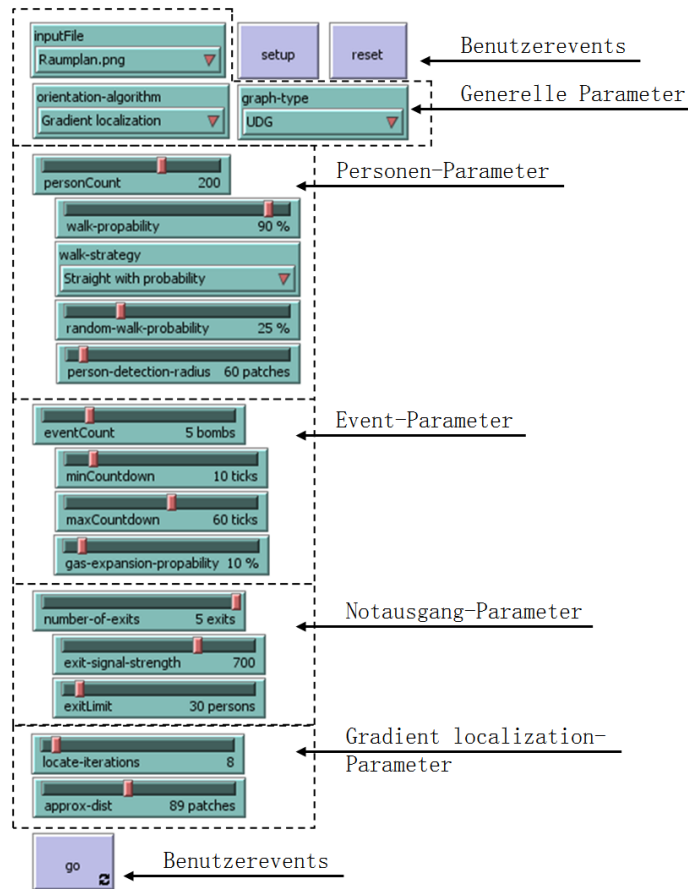 inputFile
Raumplan.png
setup
reset
Benutzerevents
orientation-algorithm
Gradient localization
graph-type
UDG
Generelle Parameter
personCount 200
Personen-Parameter
walk-propability 90 %
walk-strategy
Straight with probability
random-walk-probability 25 %
person-detection-radius 60 patches
eventCount 5 bombs
Event-Parameter
minCountdown 10 ticks
maxCountdown 60 ticks
gas-expansion-propability 10 %
number-of-exits 5 exits
Notausgang-Parameter
exit-signal-strength 700
exitLimit 30 persons
locate-iterations 8
Gradient localization-
Parameter
approx-dist 89 patches
go
Benutzerevents